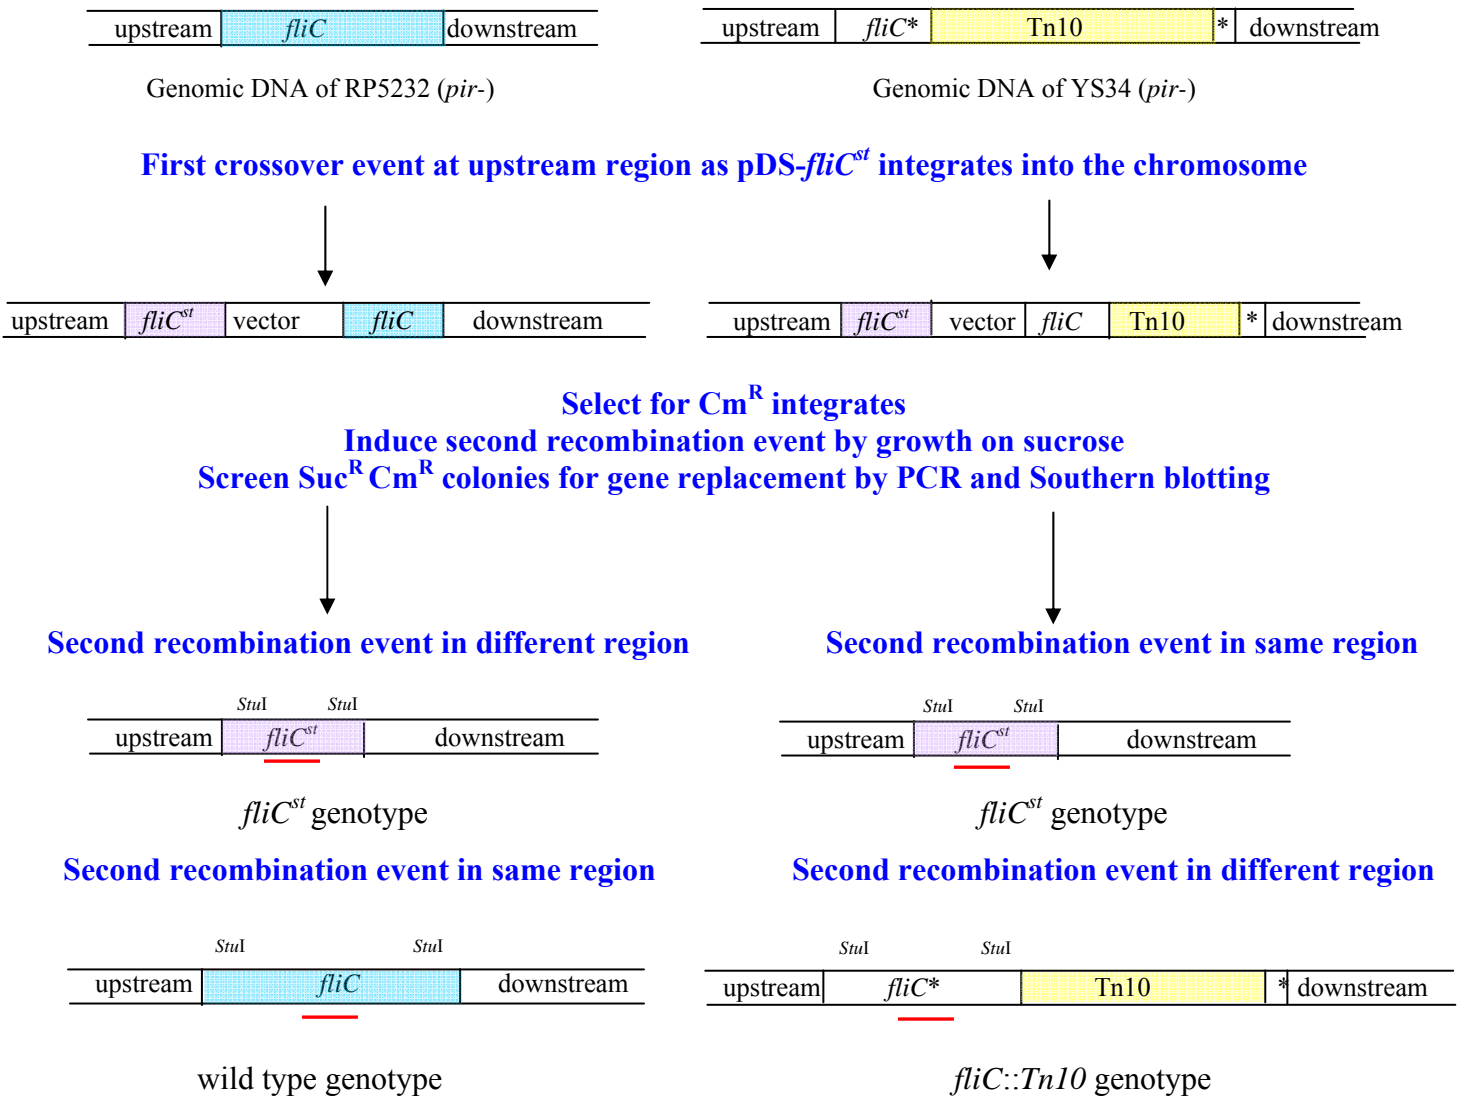 upstream fliC downstream
upstream fliC* Tn10 * downstream
Genomic DNA of RP5232 (pir-)
Genomic DNA of YS34 (pir-)
First crossover event at upstream region as pDS-fliCst integrates into the chromosome
upstream fliCst vector fliC downstream
upstream fliCst vector fliC Tn10 * downstream
Select for CmR integrates
Induce second recombination event by growth on sucrose
Screen SucR CmR colonies for gene replacement by PCR and Southern blotting
Second recombination event in different region
Second recombination event in same region
StuI StuI
upstream fliCst downstream
fliCst genotype
StuI StuI
upstream fliCst downstream
fliCst genotype
Second recombination event in same region
Second recombination event in different region
StuI StuI
upstream fliC downstream
wild type genotype
StuI StuI
upstream fliC* Tn10 * downstream
fliC::Tn10 genotype